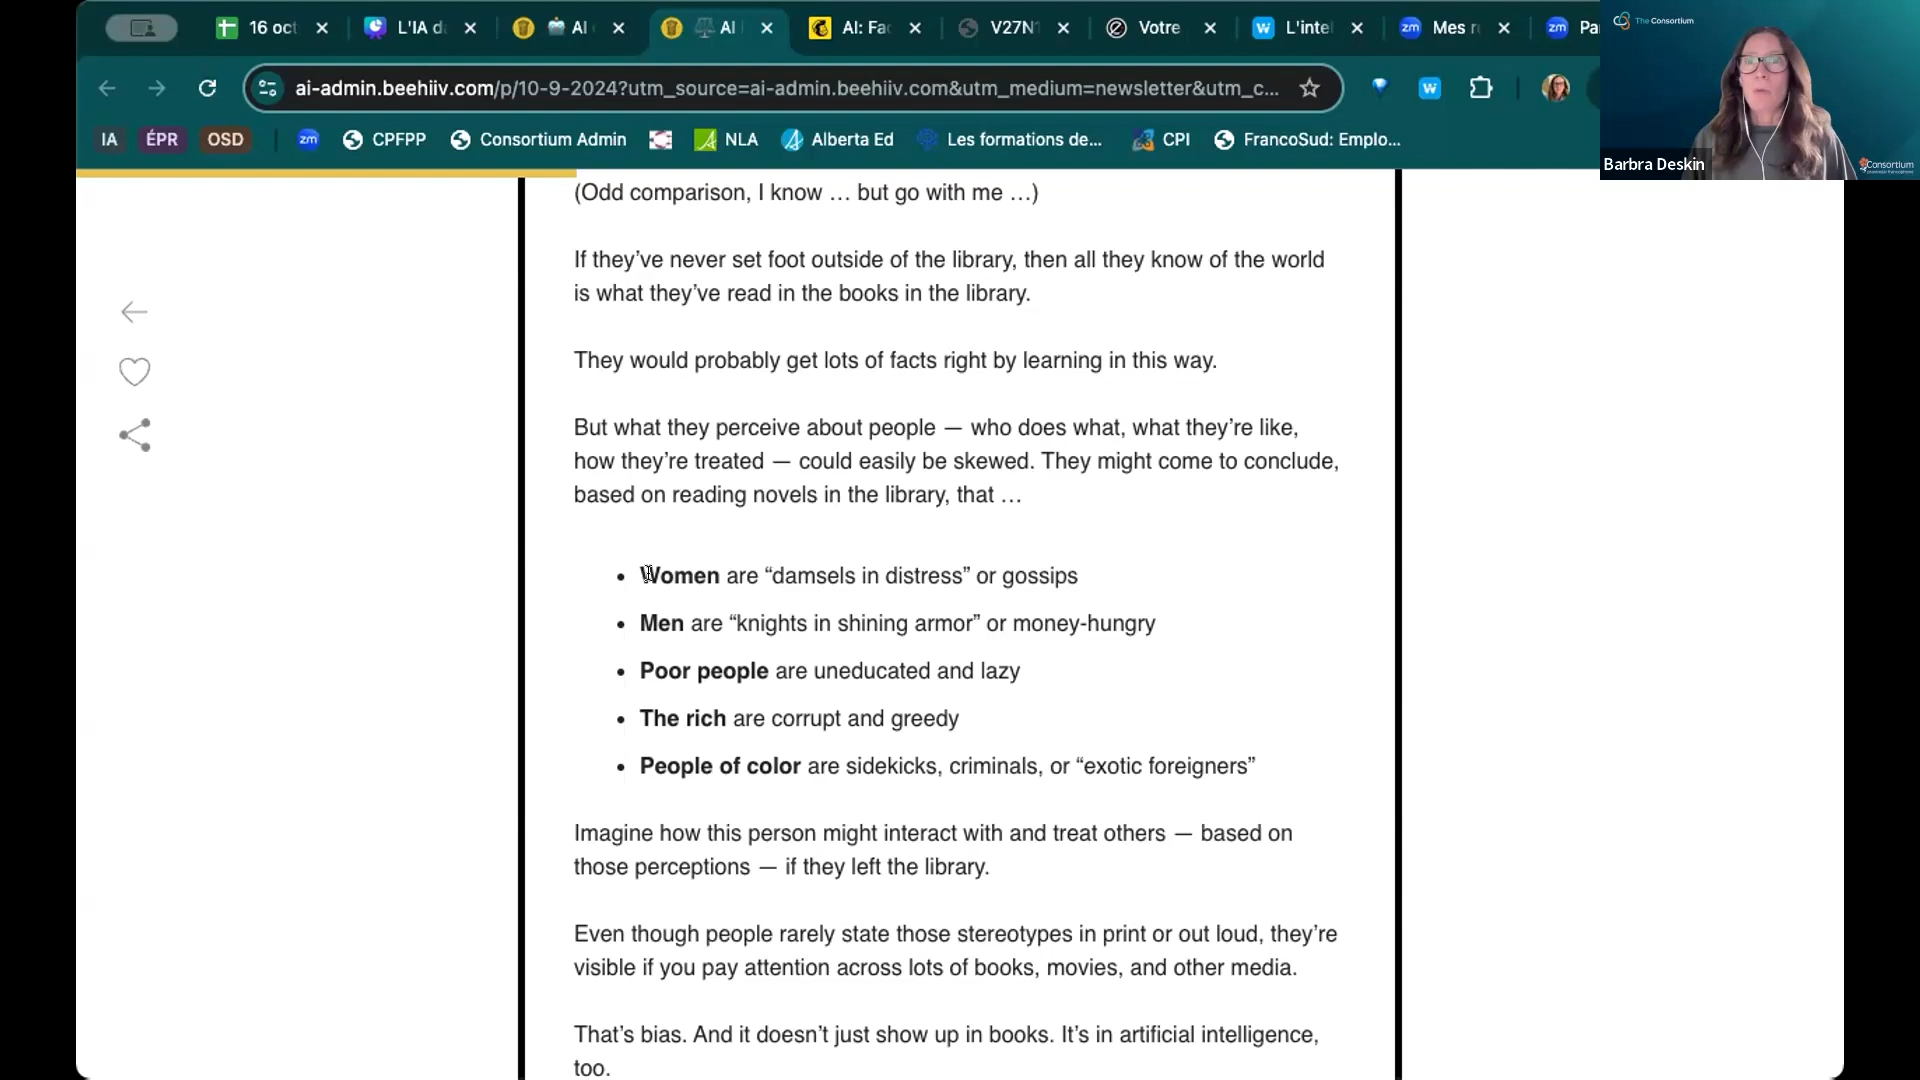 16 oct
L'IA d
AI
AI
AI: Fac
V27N1
Votre
L'intel
Mes r
Pa
The Consortium
ai-admin.beehiiv.com/p/10-9-2024?utm_source=ai-admin.beehiiv.com&utm_medium=newsletter&utm_c...
IA
ÉPR
OSD
zm
CPFPP
Consortium Admin
NLA
Alberta Ed
Les formations de...
CPI
FrancoSud: Emplo...
Barbra Deskin
Consortium
(Odd comparison, I know … but go with me …)
If they’ve never set foot outside of the library, then all they know of the world
is what they’ve read in the books in the library.
They would probably get lots of facts right by learning in this way.
But what they perceive about people — who does what, what they’re like,
how they’re treated — could easily be skewed. They might come to conclude,
based on reading novels in the library, that …
• Women are “damsels in distress” or gossips
• Men are “knights in shining armor” or money-hungry
• Poor people are uneducated and lazy
• The rich are corrupt and greedy
• People of color are sidekicks, criminals, or “exotic foreigners”
Imagine how this person might interact with and treat others — based on
those perceptions — if they left the library.
Even though people rarely state those stereotypes in print or out loud, they’re
visible if you pay attention across lots of books, movies, and other media.
That’s bias. And it doesn’t just show up in books. It’s in artificial intelligence,
too.